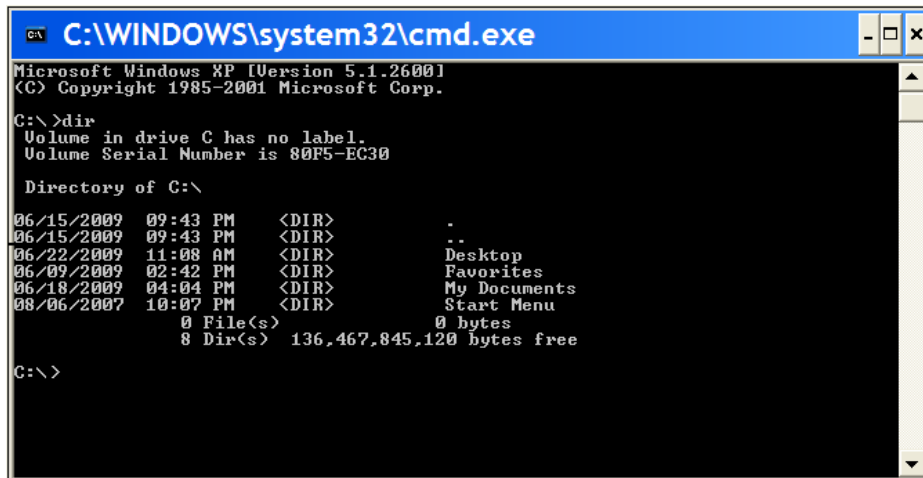 C:\WINDOWS\system32\cmd.exe
Microsoft Windows XP [Version 5.1.2600]
(C) Copyright 1985-2001 Microsoft Corp.
C:\>dir
Volume in drive C has no label.
Volume Serial Number is 80F5-EC30
Directory of C:\
06/15/2009 09:43 PM <DIR> .
06/15/2009 09:43 PM <DIR> ..
06/22/2009 11:08 AM <DIR> Desktop
06/09/2009 02:42 PM <DIR> Favorites
06/18/2009 04:04 PM <DIR> My Documents
08/06/2007 10:07 PM <DIR> Start Menu
0 File(s) 0 bytes
8 Dir(s) 136,467,845,120 bytes free
C:\>